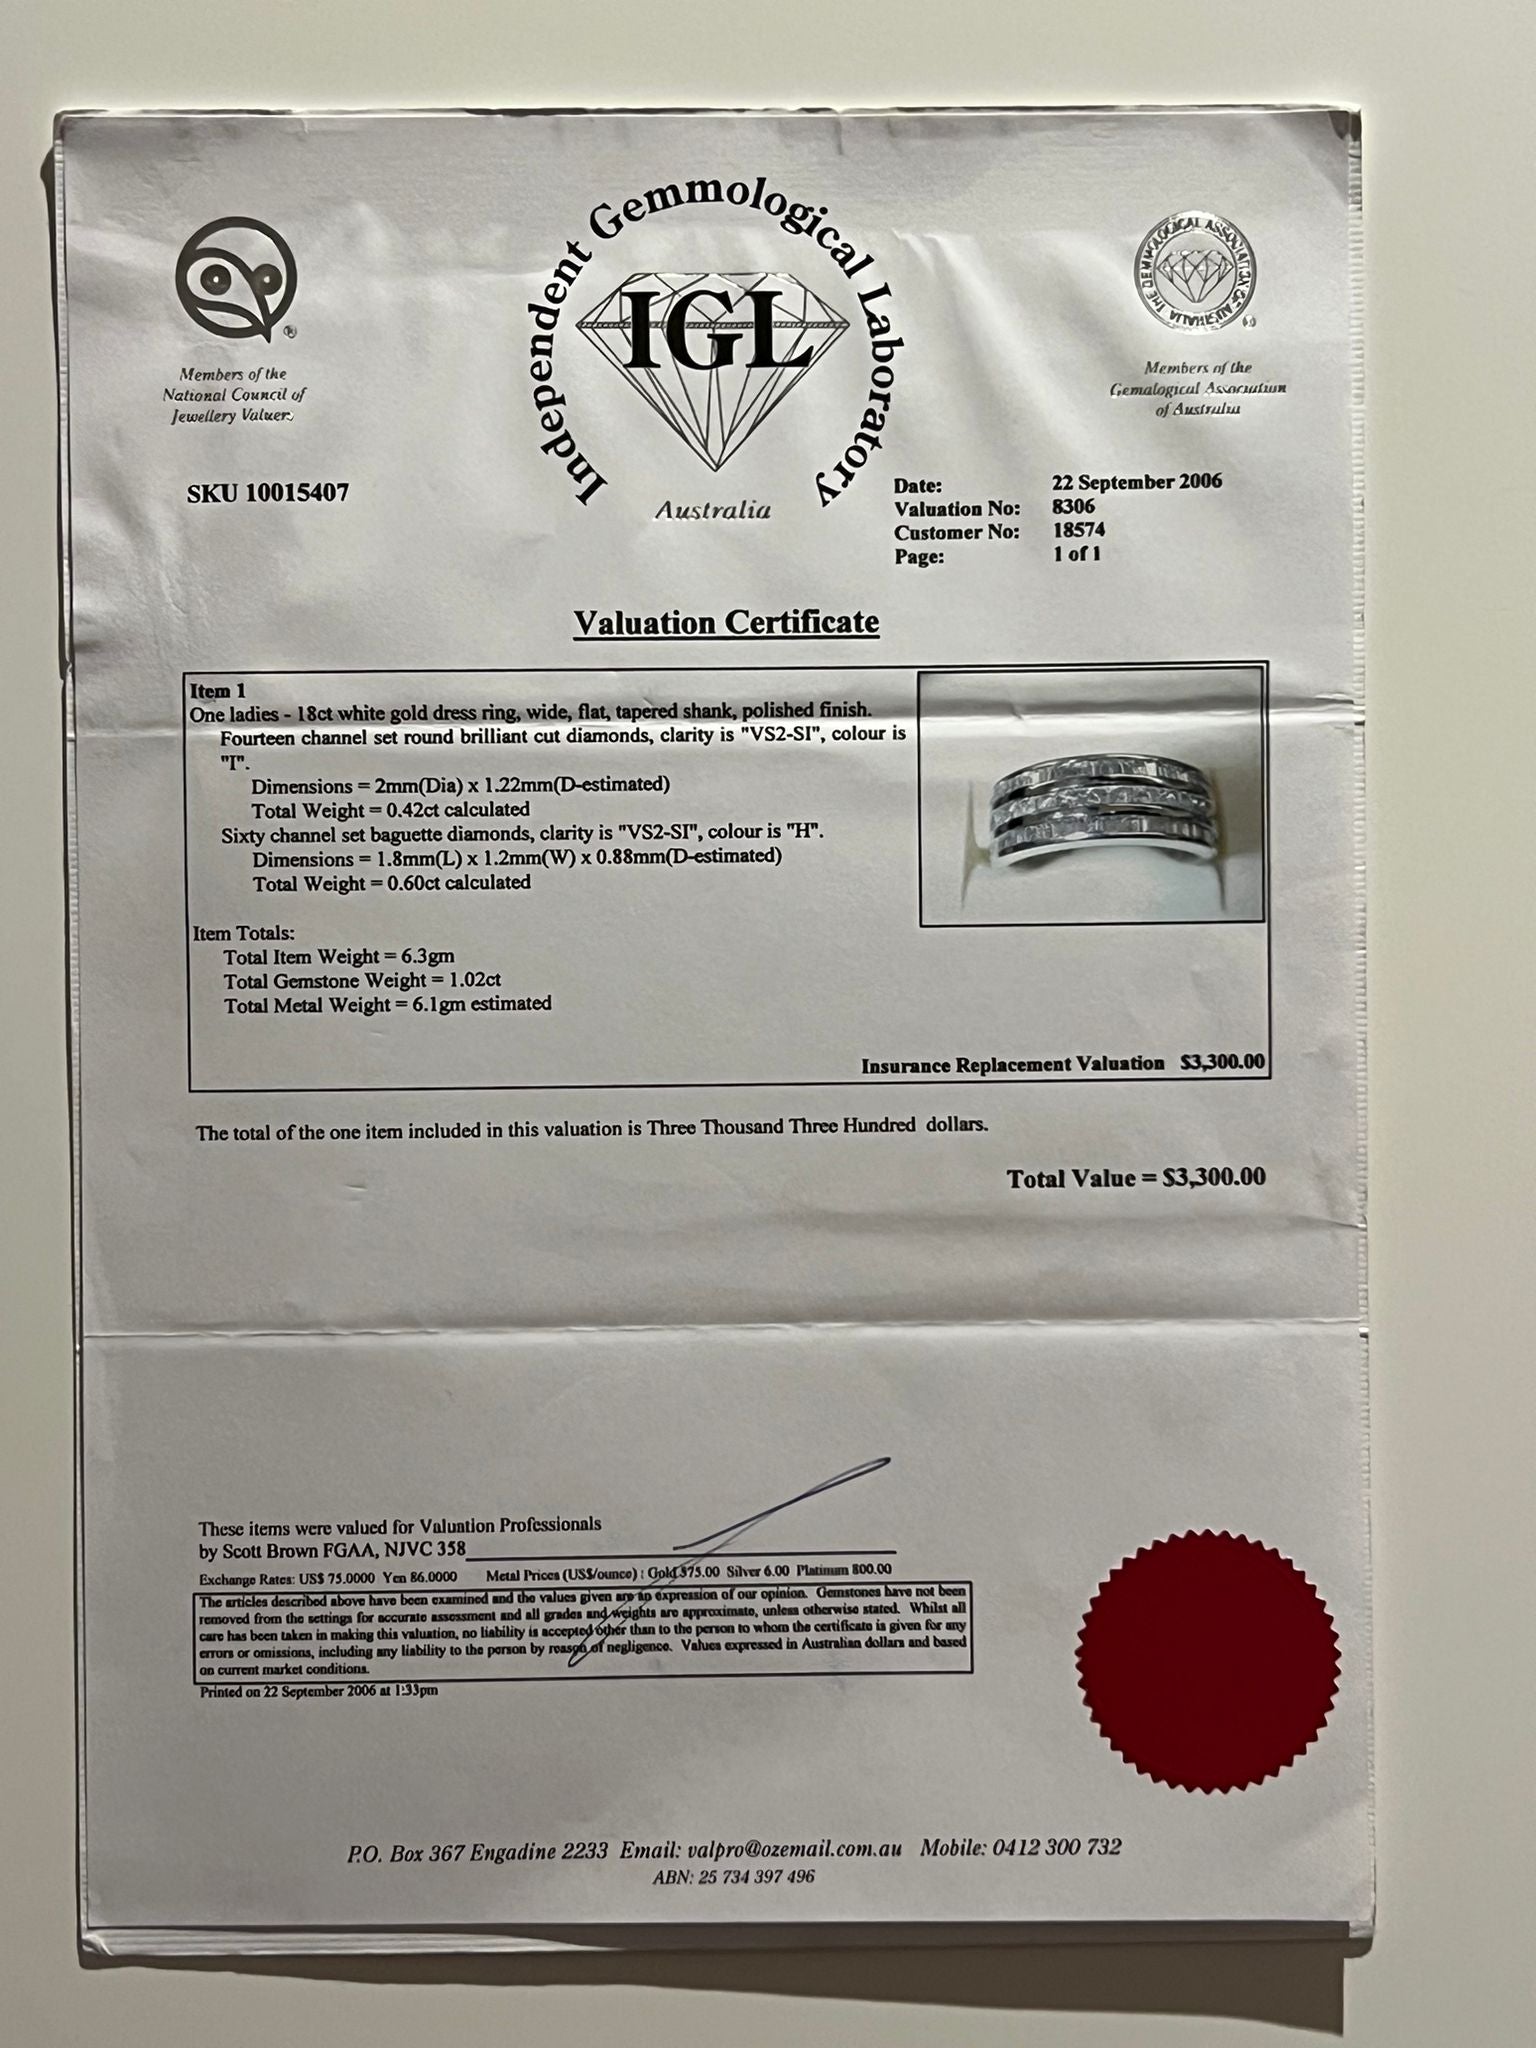 Independent Gemmological Laboratory
IGL
Australia
®
Members of the
National Council of
Jewellery Valuers
THE GEMMOLOGICAL ASSOCIATION OF AUSTRALIA
Members of the
Gemalogical Association
of Australia
SKU 10015407
Date: 22 September 2006
Valuation No: 8306
Customer No: 18574
Page: 1 of 1
Valuation Certificate
Item 1
One ladies - 18ct white gold dress ring, wide, flat, tapered shank, polished finish.
Fourteen channel set round brilliant cut diamonds, clarity is "VS2-SI", colour is
"I".
Dimensions = 2mm(Dia) x 1.22mm(D-estimated)
Total Weight = 0.42ct calculated
Sixty channel set baguette diamonds, clarity is "VS2-SI", colour is "H".
Dimensions = 1.8mm(L) x 1.2mm(W) x 0.88mm(D-estimated)
Total Weight = 0.60ct calculated
Item Totals:
Total Item Weight = 6.3gm
Total Gemstone Weight = 1.02ct
Total Metal Weight = 6.1gm estimated
Insurance Replacement Valuation $3,300.00
The total of the one item included in this valuation is Three Thousand Three Hundred dollars.
Total Value = $3,300.00
These items were valued for Valuation Professionals
by Scott Brown FGAA, NJVC 358
Exchange Rates: US$ 75.0000 Yen 86.0000 Metal Prices (US$/ounce) : Gold 575.00 Silver 6.00 Platinum 800.00
The articles described above have been examined and the values given are an expression of our opinion. Gemstones have not been
removed from the settings for accurate assessment and all grades and weights are approximate, unless otherwise stated. Whilst all
care has been taken in making this valuation, no liability is accepted other than to the person to whom the certificate is given for any
errors or omissions, including any liability to the person by reason of negligence. Values expressed in Australian dollars and based
on current market conditions.
Printed on 22 September 2006 at 1:33pm
P.O. Box 367 Engadine 2233 Email: valpro@ozemail.com.au Mobile: 0412 300 732
ABN: 25 734 397 496